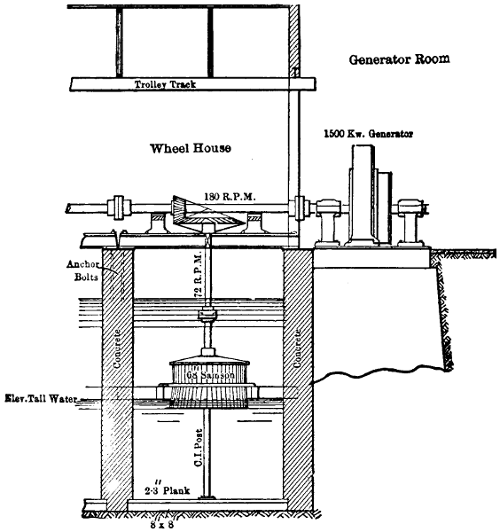 Generator Room
Trolley Track
1500 Kw. Generator
Wheel House
180 R.P.M.
Anchor
Bolts
72 R.P.M.
Concrete
Concrete
68" Samson
Elev. Tail Water
C.I. Post
2-3" Plank
8" x 8"